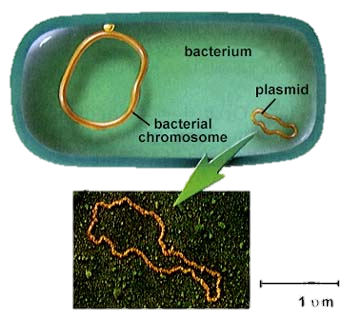 bacterium
plasmid
bacterial
chromosome
1 υm